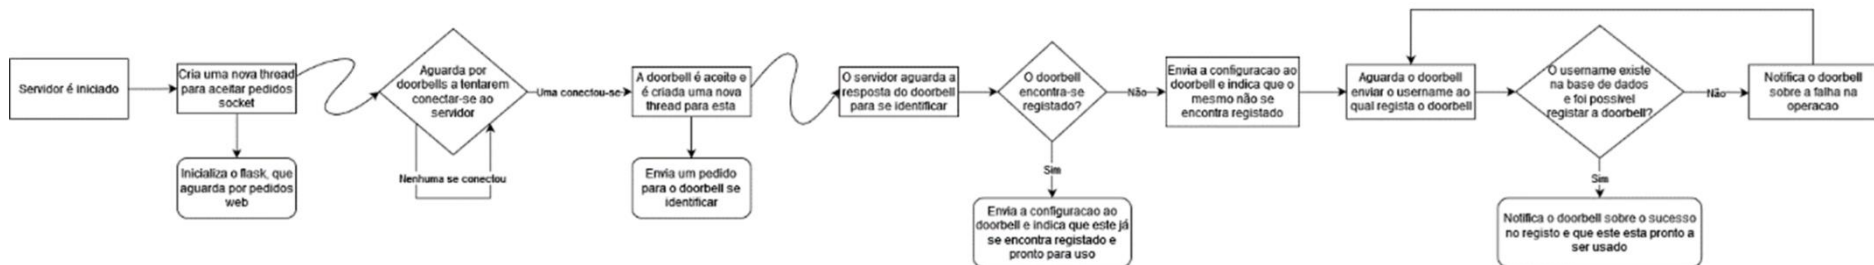 Servidor é iniciado
Cria uma nova thread
para aceitar pedidos
socket
Inicializa o flask, que
aguarda por pedidos
web
Aguarda por
doorbells a tentarem
conectar-se ao
servidor
Nenhuma se conectou
Uma conectou-se
A doorbell é aceite e
é criada uma nova
thread para esta
Envia um pedido
para o doorbell se
identificar
O servidor aguarda a
resposta do doorbell
para se identificar
O doorbell
encontra-se
registado?
Não
Sim
Envia a configuracao ao
doorbell e indica que este já
se encontra registado e
pronto para uso
Envia a configuracao ao
doorbell e indica que o
mesmo não se
encontra registado
Aguarda o doorbell
enviar o username ao
qual regista o doorbell
O username existe
na base de dados
e foi possivel
registar a doorbell?
Não
Sim
Notifica o doorbell
sobre a falha na
operacao
Notifica o doorbell sobre o sucesso
no registo e que este esta pronto a
ser usado